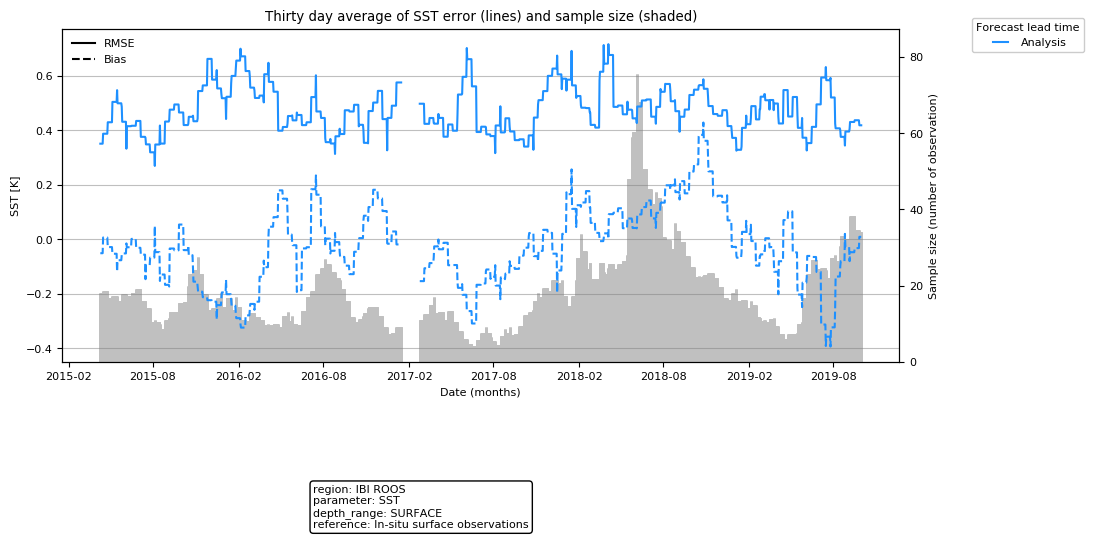 Thirty day average of SST error (lines) and sample size (shaded)
Forecast lead time
Analysis
RMSE
Bias
0.6
0.4
0.2
0.0
−0.2
−0.4
SST [K]
80
60
40
20
0
Sample size (number of observation)
2015-02
2015-08
2016-02
2016-08
2017-02
2017-08
2018-02
2018-08
2019-02
2019-08
Date (months)
region: IBI ROOS
parameter: SST
depth_range: SURFACE
reference: In-situ surface observations